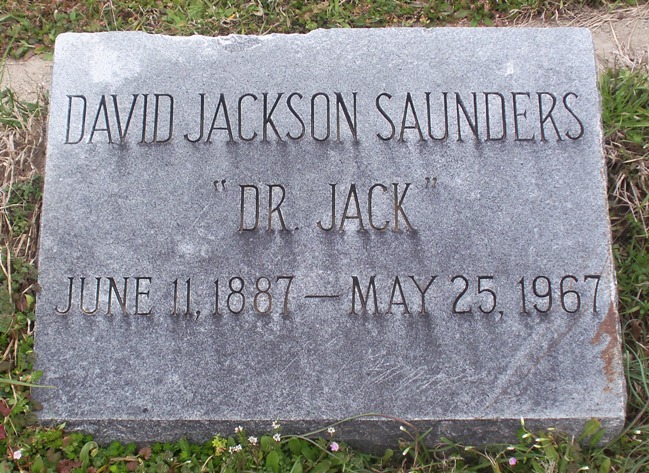 DAVID JACKSON SAUNDERS
"DR. JACK"
JUNE 11, 1887 — MAY 25, 1967